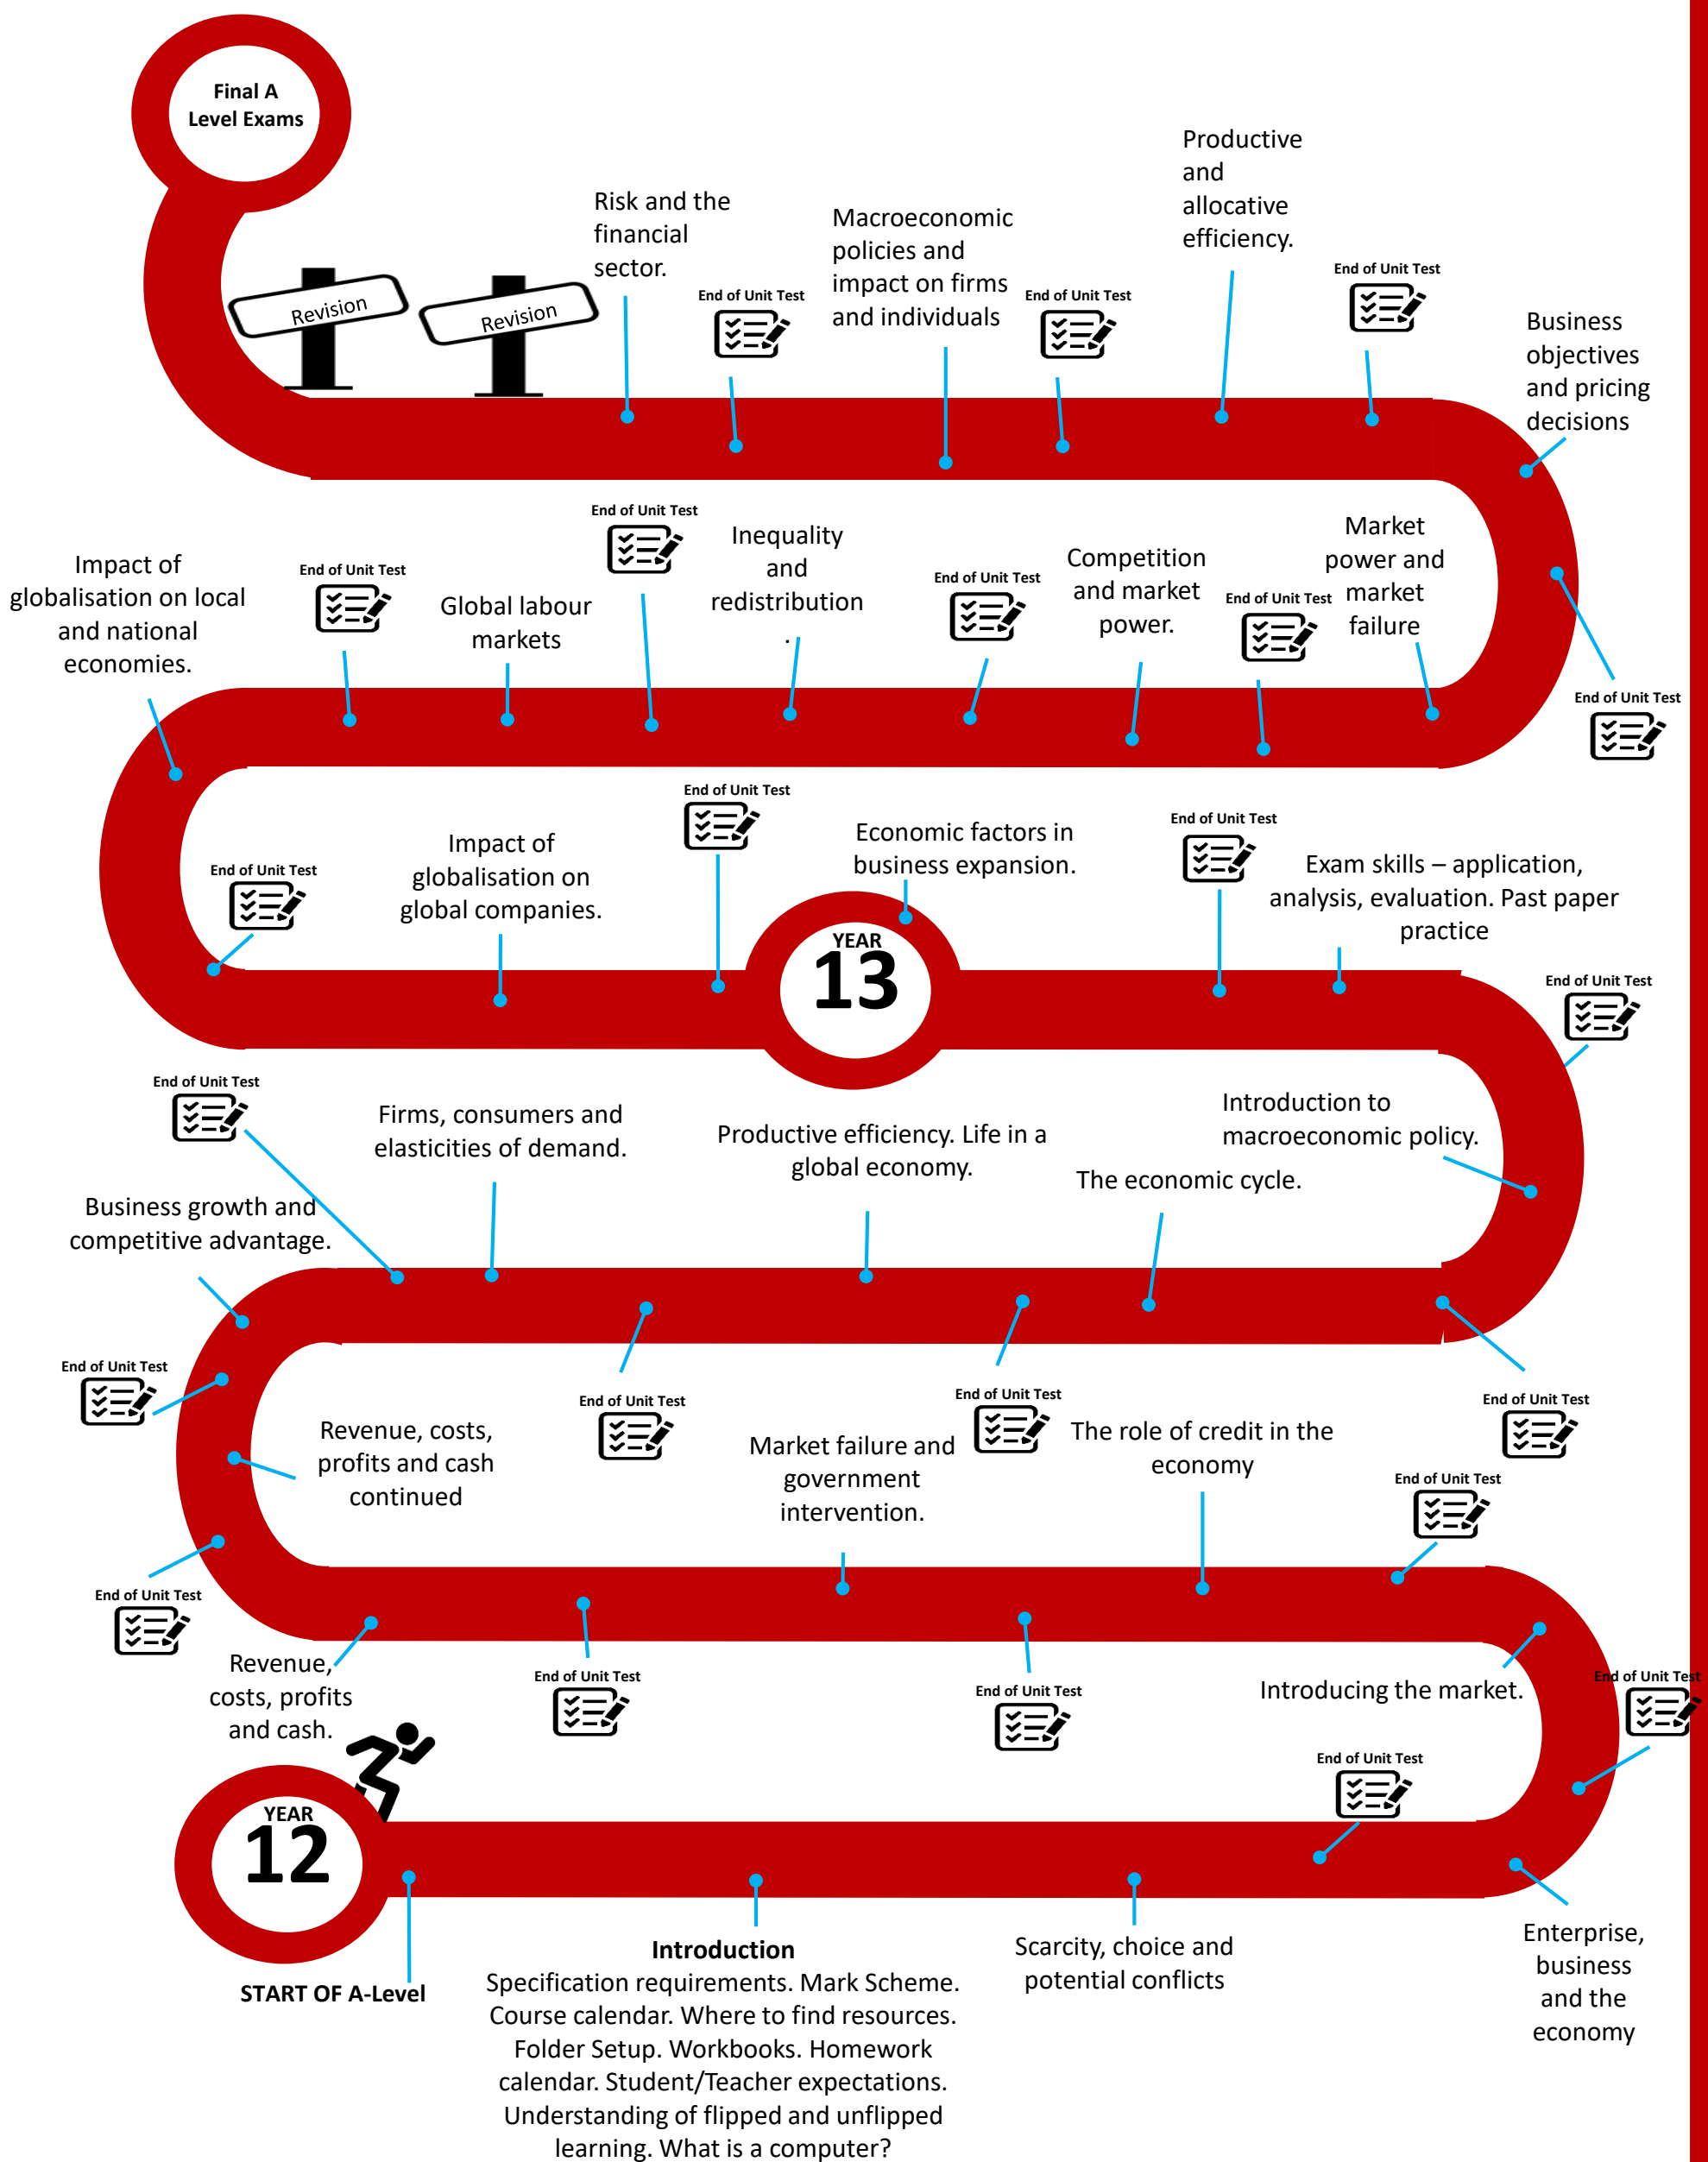 Final A
Level Exams
Productive
and
allocative
efficiency.
Risk and the
financial
sector.
Macroeconomic
policies and
impact on firms
and individuals
End of Unit Test
End of Unit Test
End of Unit Test
Revision
Revision
Business
objectives
and pricing
decisions
End of Unit Test
Market
power and
market
failure
Inequality
and
redistribution
.
Competition
and market
power.
Impact of
globalisation on local
and national
economies.
End of Unit Test
Global labour
markets
End of Unit Test
End of Unit Test
End of Unit Test
End of Unit Test
Impact of
globalisation on
global companies.
End of Unit Test
Economic factors in
business expansion.
End of Unit Test
Exam skills – application,
analysis, evaluation. Past paper
practice
End of Unit Test
YEAR
13
End of Unit Test
Firms, consumers and
elasticities of demand.
Productive efficiency. Life in a
global economy.
Introduction to
macroeconomic policy.
The economic cycle.
Business growth and
competitive advantage.
End of Unit Test
End of Unit Test
End of Unit Test
End of Unit Test
End of Unit Test
Revenue, costs,
profits and cash
continued
Market failure and
government
intervention.
The role of credit in the
economy
End of Unit Test
End of Unit Test
Revenue,
costs, profits
and cash.
End of Unit Test
End of Unit Test
Introducing the market.
End of Unit Test
End of Unit Test
YEAR
12
START OF A-Level
Introduction
Specification requirements. Mark Scheme.
Course calendar. Where to find resources.
Folder Setup. Workbooks. Homework
calendar. Student/Teacher expectations.
Understanding of flipped and unflipped
learning. What is a computer?
Scarcity, choice and
potential conflicts
Enterprise,
business
and the
economy